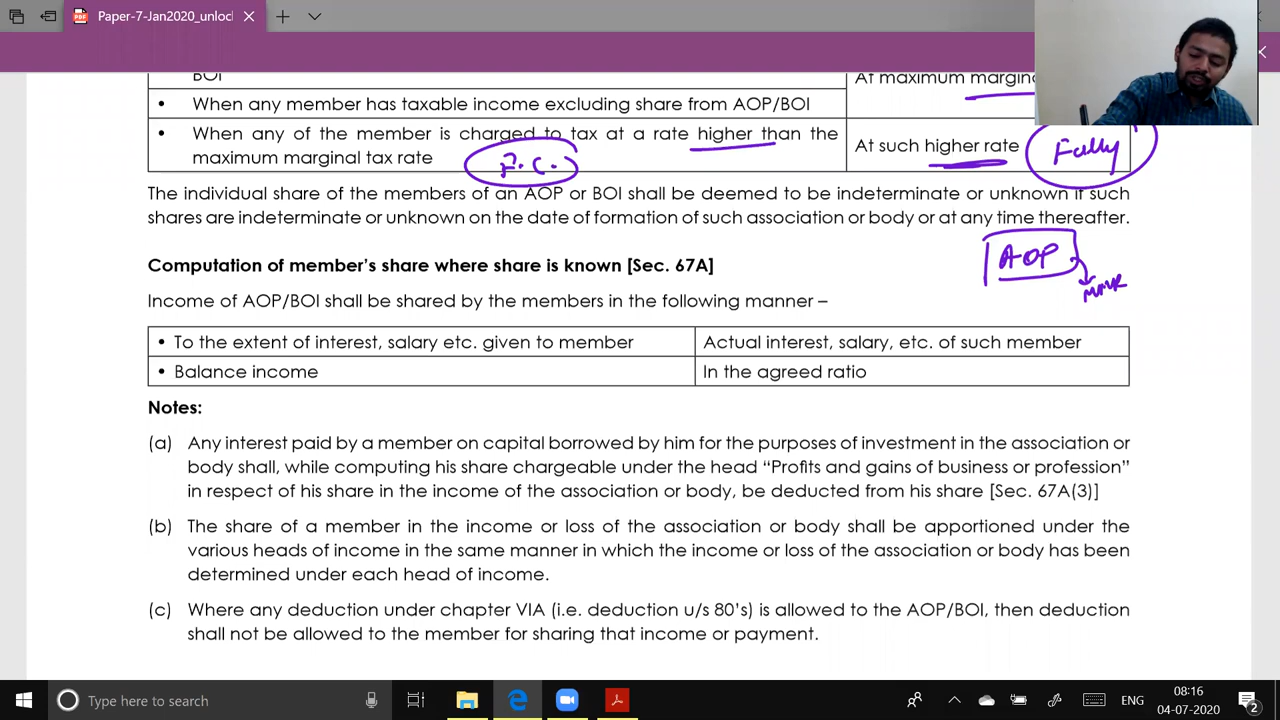 Paper-7-Jan2020_unlock
BOI
At maximum margin
• When any member has taxable income excluding share from AOP/BOI
• When any of the member is charged to tax at a rate higher than the
maximum marginal tax rate
At such higher rate
F.C.
Fully
The individual share of the members of an AOP or BOI shall be deemed to be indeterminate or unknown if such
shares are indeterminate or unknown on the date of formation of such association or body or at any time thereafter.
AOP
MMR
Computation of member's share where share is known [Sec. 67A]
Income of AOP/BOI shall be shared by the members in the following manner –
• To the extent of interest, salary etc. given to member
Actual interest, salary, etc. of such member
• Balance income
In the agreed ratio
Notes:
(a) Any interest paid by a member on capital borrowed by him for the purposes of investment in the association or
body shall, while computing his share chargeable under the head “Profits and gains of business or profession”
in respect of his share in the income of the association or body, be deducted from his share [Sec. 67A(3)]
(b) The share of a member in the income or loss of the association or body shall be apportioned under the
various heads of income in the same manner in which the income or loss of the association or body has been
determined under each head of income.
(c) Where any deduction under chapter VIA (i.e. deduction u/s 80's) is allowed to the AOP/BOI, then deduction
shall not be allowed to the member for sharing that income or payment.
Type here to search
ENG
08:16
04-07-2020
2